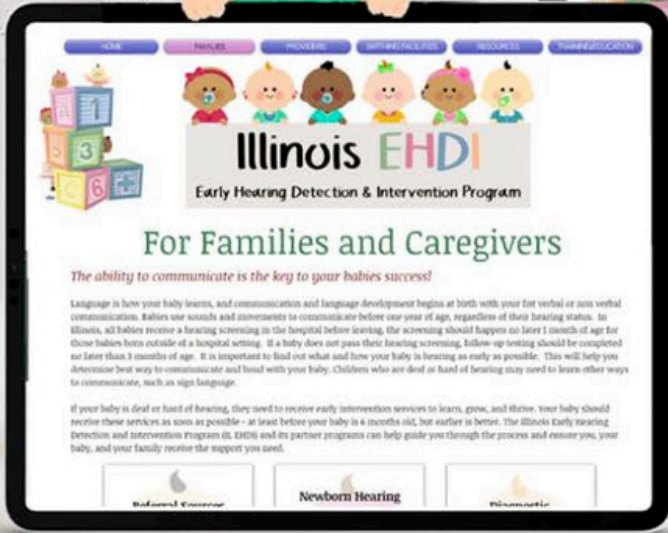 HOME FAMILIES PROVIDERS BIRTHING FACILITIES RESOURCES TRAINING/EDUCATION
1
3
6
Illinois EHDI
Early Hearing Detection & Intervention Program
For Families and Caregivers
The ability to communicate is the key to your babies success!
Language is how your baby learns, and communication and language development begins at birth with your fist verbal or non verbal
communication. Babies use sounds and movements to communicate before one year of age, regardless of their hearing status. In
Illinois, all babies receive a hearing screening in the hospital before leaving, the screening should happen no later 1 month of age for
those babies born outside of a hospital setting. If a baby does not pass their hearing screening, follow-up testing should be completed
no later than 3 months of age. It is important to find out what and how your baby is hearing as early as possible. This will help you
determine best way to communicate and bond with your baby. Children who are deaf or hard of hearing may need to learn other ways
to communicate, such as sign language.
If your baby is deaf or hard of hearing, they need to receive early intervention services to learn, grow, and thrive. Your baby should
receive these services as soon as possible - at least before your baby is 6 months old, but earlier is better. The Illinois Early Hearing
Detection and Intervention Program (IL EHDI) and its partner programs can help guide you through the process and ensure you, your
baby, and your family receive the support you need.
Referral Sources
Newborn Hearing
Diagnostic